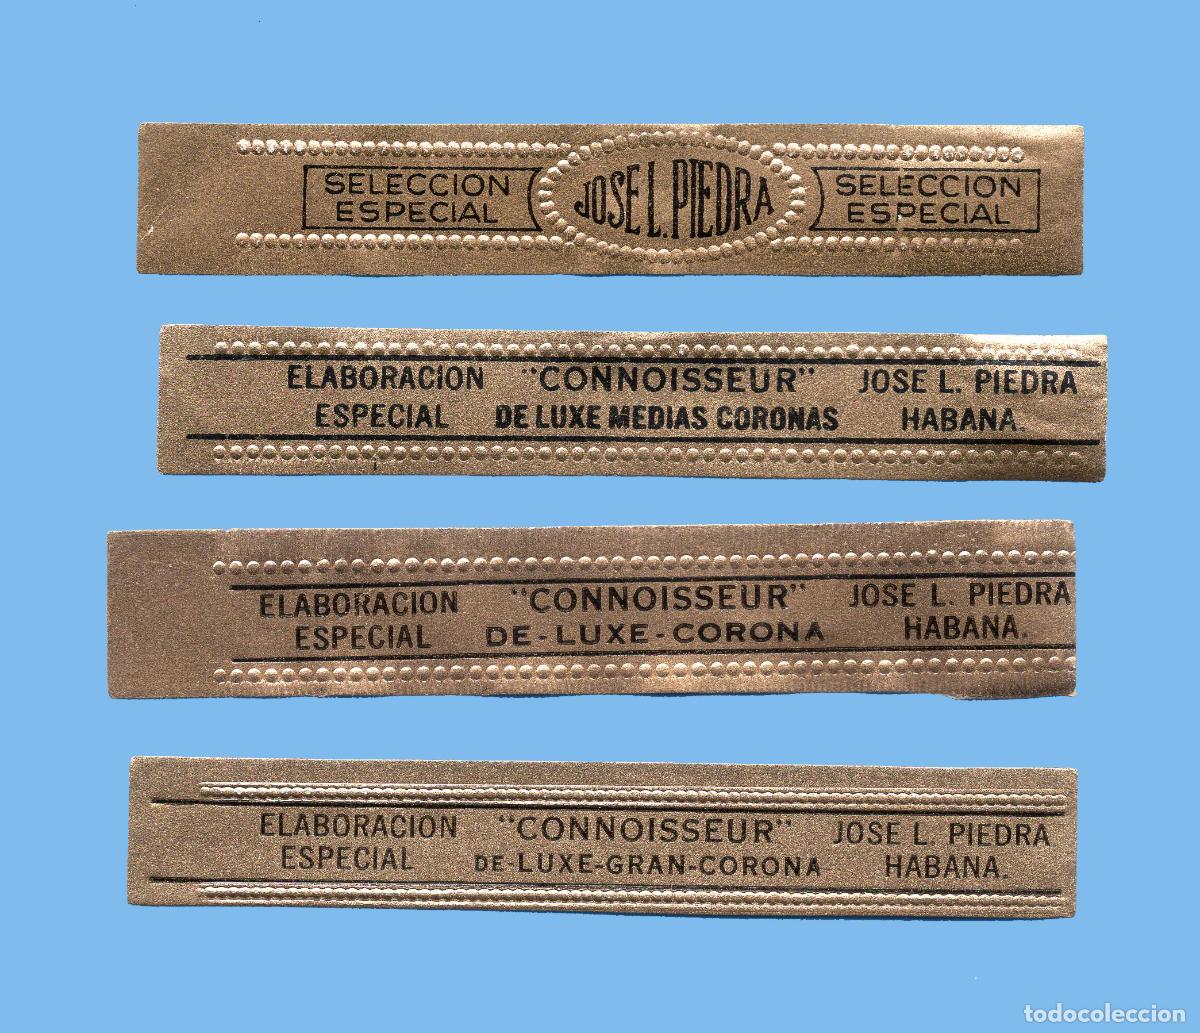 SELECCION ESPECIAL
JOSE L. PIEDRA
SELECCION ESPECIAL
ELABORACION "CONNOISSEUR" JOSE L. PIEDRA
ESPECIAL DE LUXE MEDIAS CORONAS HABANA.
ELABORACION "CONNOISSEUR" JOSE L. PIEDRA
ESPECIAL DE-LUXE-CORONA HABANA.
ELABORACION "CONNOISSEUR" JOSE L. PIEDRA
ESPECIAL DE-LUXE-GRAN-CORONA HABANA.
todocoleccion